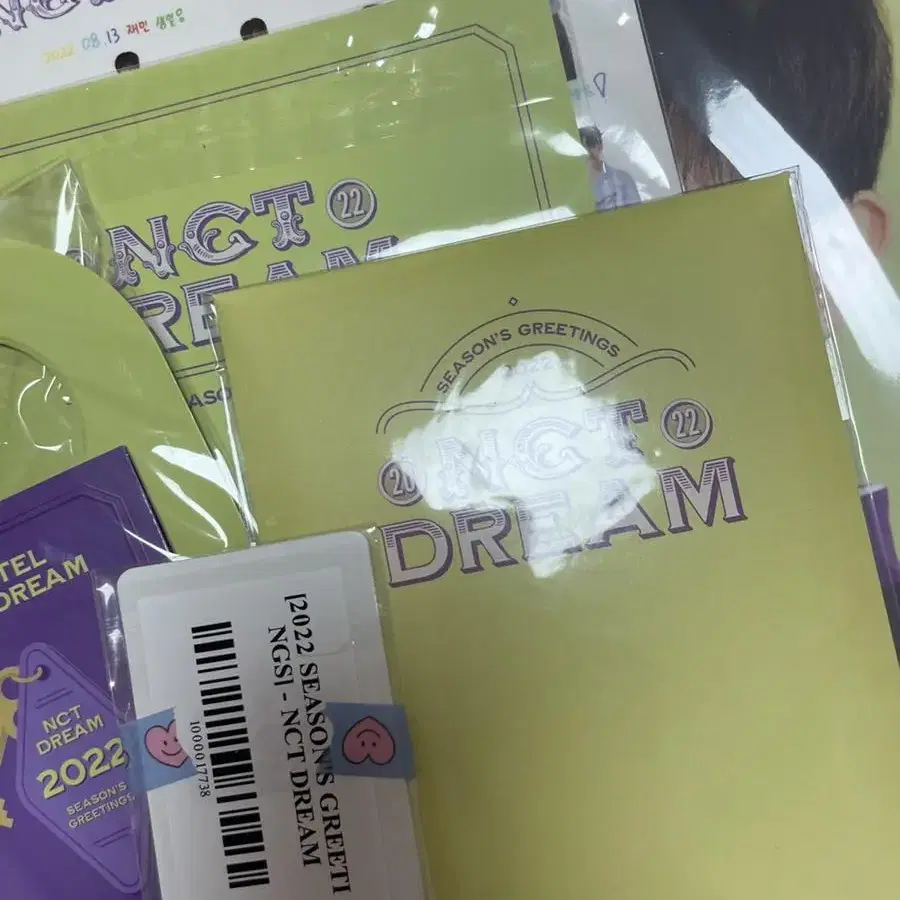 2022 08.13 재민 생일
NCT 22
DREAM
SEASON'S GREETINGS
2022
20 NCT 22
DREAM
DREAM
NCT
DREAM
2022
SEASON'S
GREETINGS
[2022 SEASON'S GREETI
NGS] - NCT DREAM
1000017738